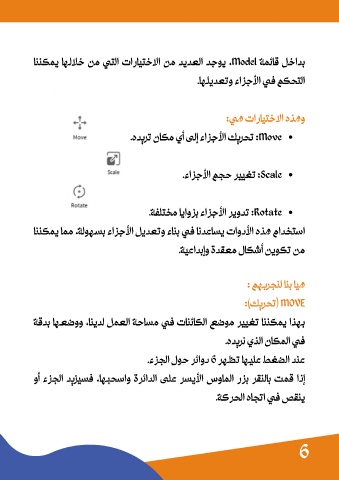 بداخل قائمة Model، يوجد العديد من الاختيارات التي من خلالها يمكننا
التحكم في الأجزاء وتعديلها.
وهذه الاختيارات هي:
• Move: تحريك الأجزاء إلى أي مكان تريده.
Move
• Scale: تغيير حجم الأجزاء.
Scale
• Rotate: تدوير الأجزاء بزوايا مختلفة.
Rotate
استخدام هذه الأدوات يساعدنا في بناء وتعديل الأجزاء بسهولة، مما يمكننا
من تكوين أشكال معقدة وإبداعية.
هيا بنا لنجربهم :
MOVE (تحريك):
بهذا يمكننا تغيير موضع الكائنات في مساحة العمل لدينا، ووضعها بدقة
في المكان الذي نريده.
عند الضغط عليها تظهر 6 دوائر حول الجزء.
إذا قمت بالنقر بزر الماوس الأيسر على الدائرة واسحبها، فسيزيد الجزء أو
ينقص في اتجاه الحركة.
6